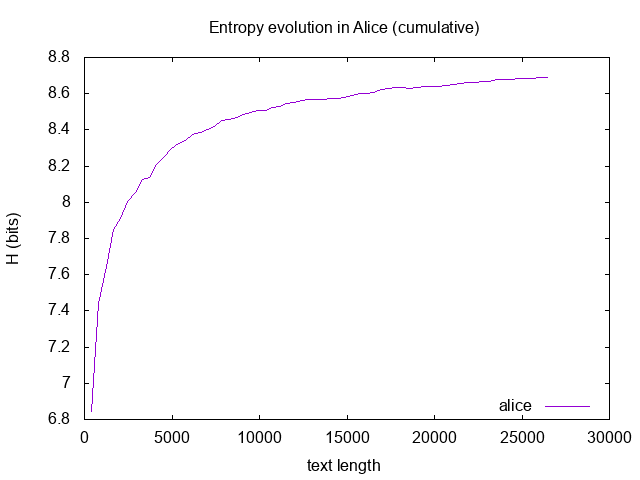 Entropy evolution in Alice (cumulative)
8.8
8.6
8.4
8.2
8
7.8
7.6
7.4
7.2
7
6.8
H (bits)
alice
0 5000 10000 15000 20000 25000 30000
text length